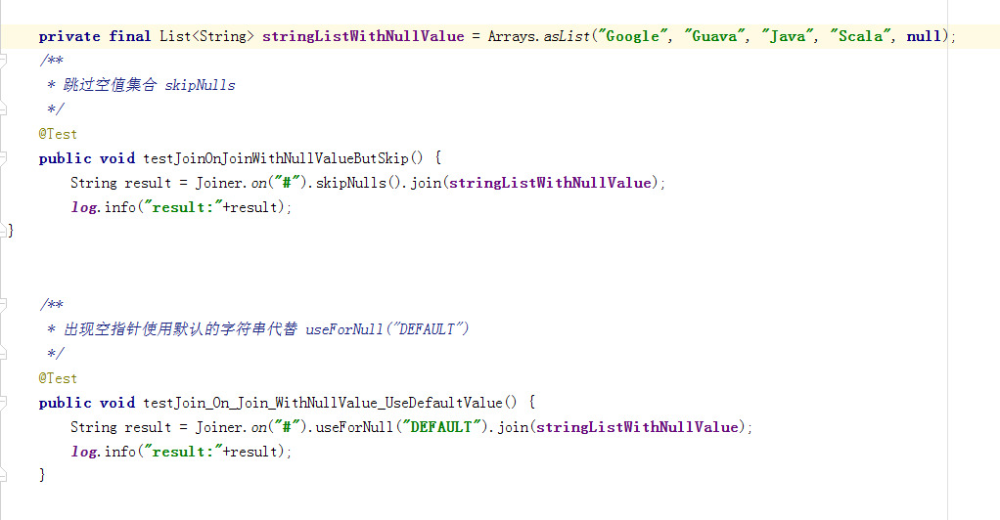 private final List<String> stringListWithNullValue = Arrays.asList("Google", "Guava", "Java", "Scala", null);
/**
 * 跳过空值集合 skipNulls
 */
@Test
public void testJoinOnJoinWithNullValueButSkip() {
    String result = Joiner.on("#").skipNulls().join(stringListWithNullValue);
    log.info("result:"+result);
}
/**
 * 出现空指针使用默认的字符串代替 useForNull("DEFAULT")
 */
@Test
public void testJoin_On_Join_WithNullValue_UseDefaultValue() {
    String result = Joiner.on("#").useForNull("DEFAULT").join(stringListWithNullValue);
    log.info("result:"+result);
}